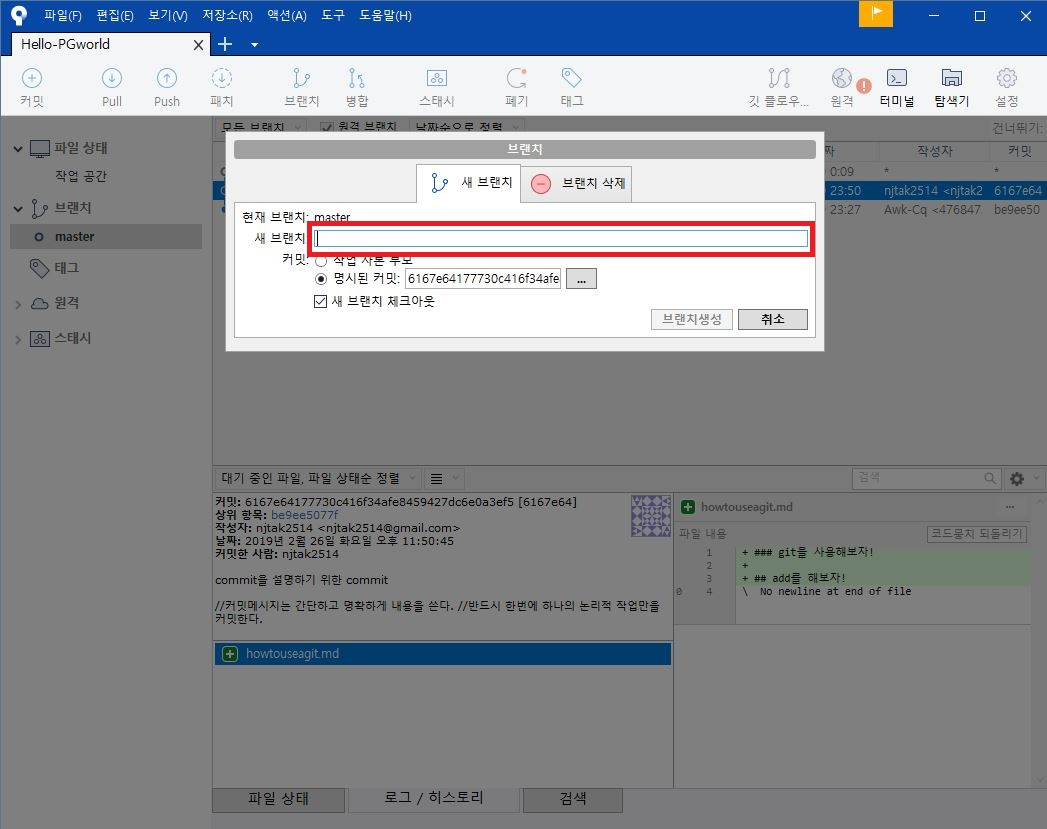 파일(F) 편집(E) 보기(V) 저장소(R) 액션(A) 도구 도움말(H)
Hello-PGworld
커밋 Pull Push 패치 브랜치 병합 스태시 폐기 태그 깃 플로우... 원격 터미널 탐색기 설정
모든 브랜치 원격 브랜치 날짜순으로 정렬 건너뛰기:
파일 상태
작업 공간
브랜치
master
태그
원격
스태시
브랜치
새 브랜치 브랜치 삭제
현재 브랜치: master
새 브랜치
커밋: 작업 사본 부모
명시된 커밋: 6167e64177730c416f34afe ...
새 브랜치 체크아웃
브랜치생성 취소
짜 작성자 커밋
0:09 * *
23:50 njtak2514 <njtak2 6167e64
23:27 Awk-Cq <476847. be9ee50
대기 중인 파일, 파일 상태순 정렬 검색
커밋: 6167e64177730c416f34afe8459427dc6e0a3ef5 [6167e64]
상위 항목: be9ee5077f
작성자: njtak2514 <njtak2514@gmail.com>
날짜: 2019년 2월 26일 화요일 오후 11:50:45
커밋한 사람: njtak2514
commit을 설명하기 위한 commit
//커밋메시지는 간단하고 명확하게 내용을 쓴다. //반드시 한번에 하나의 논리적 작업만을
커밋한다.
howtouseagit.md
howtouseagit.md ...
파일 내용 코드뭉치 되돌리기
1 + ### git을 사용해보자!
2 +
3 + ## add를 해보자!
0 4 \ No newline at end of file
파일 상태 로그 / 히스토리 검색